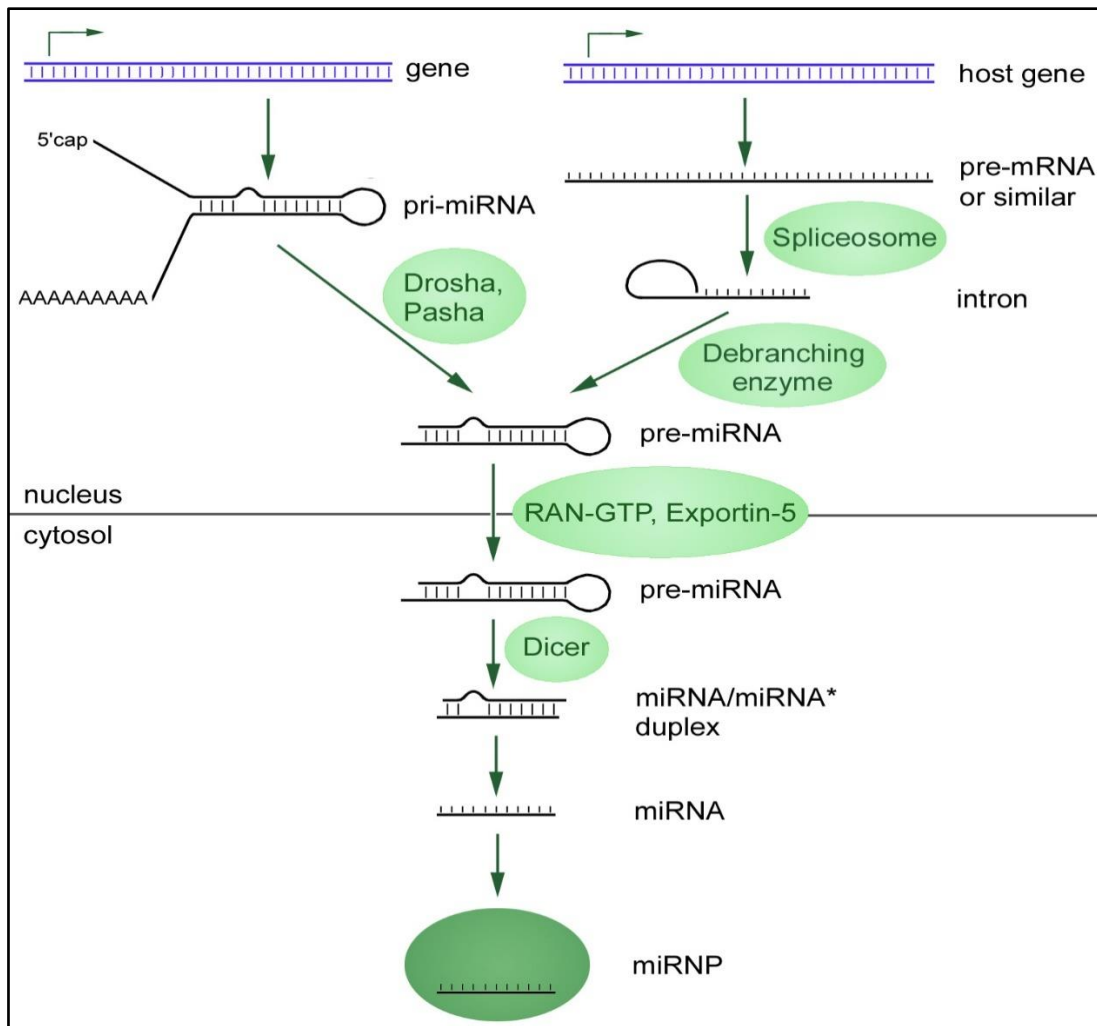 gene
host gene
5'cap
pri-miRNA
AAAAAAAAA
Drosha,
Pasha
pre-mRNA
or similar
Spliceosome
intron
Debranching
enzyme
pre-miRNA
nucleus
RAN-GTP, Exportin-5
cytosol
pre-miRNA
Dicer
miRNA/miRNA*
duplex
miRNA
miRNP